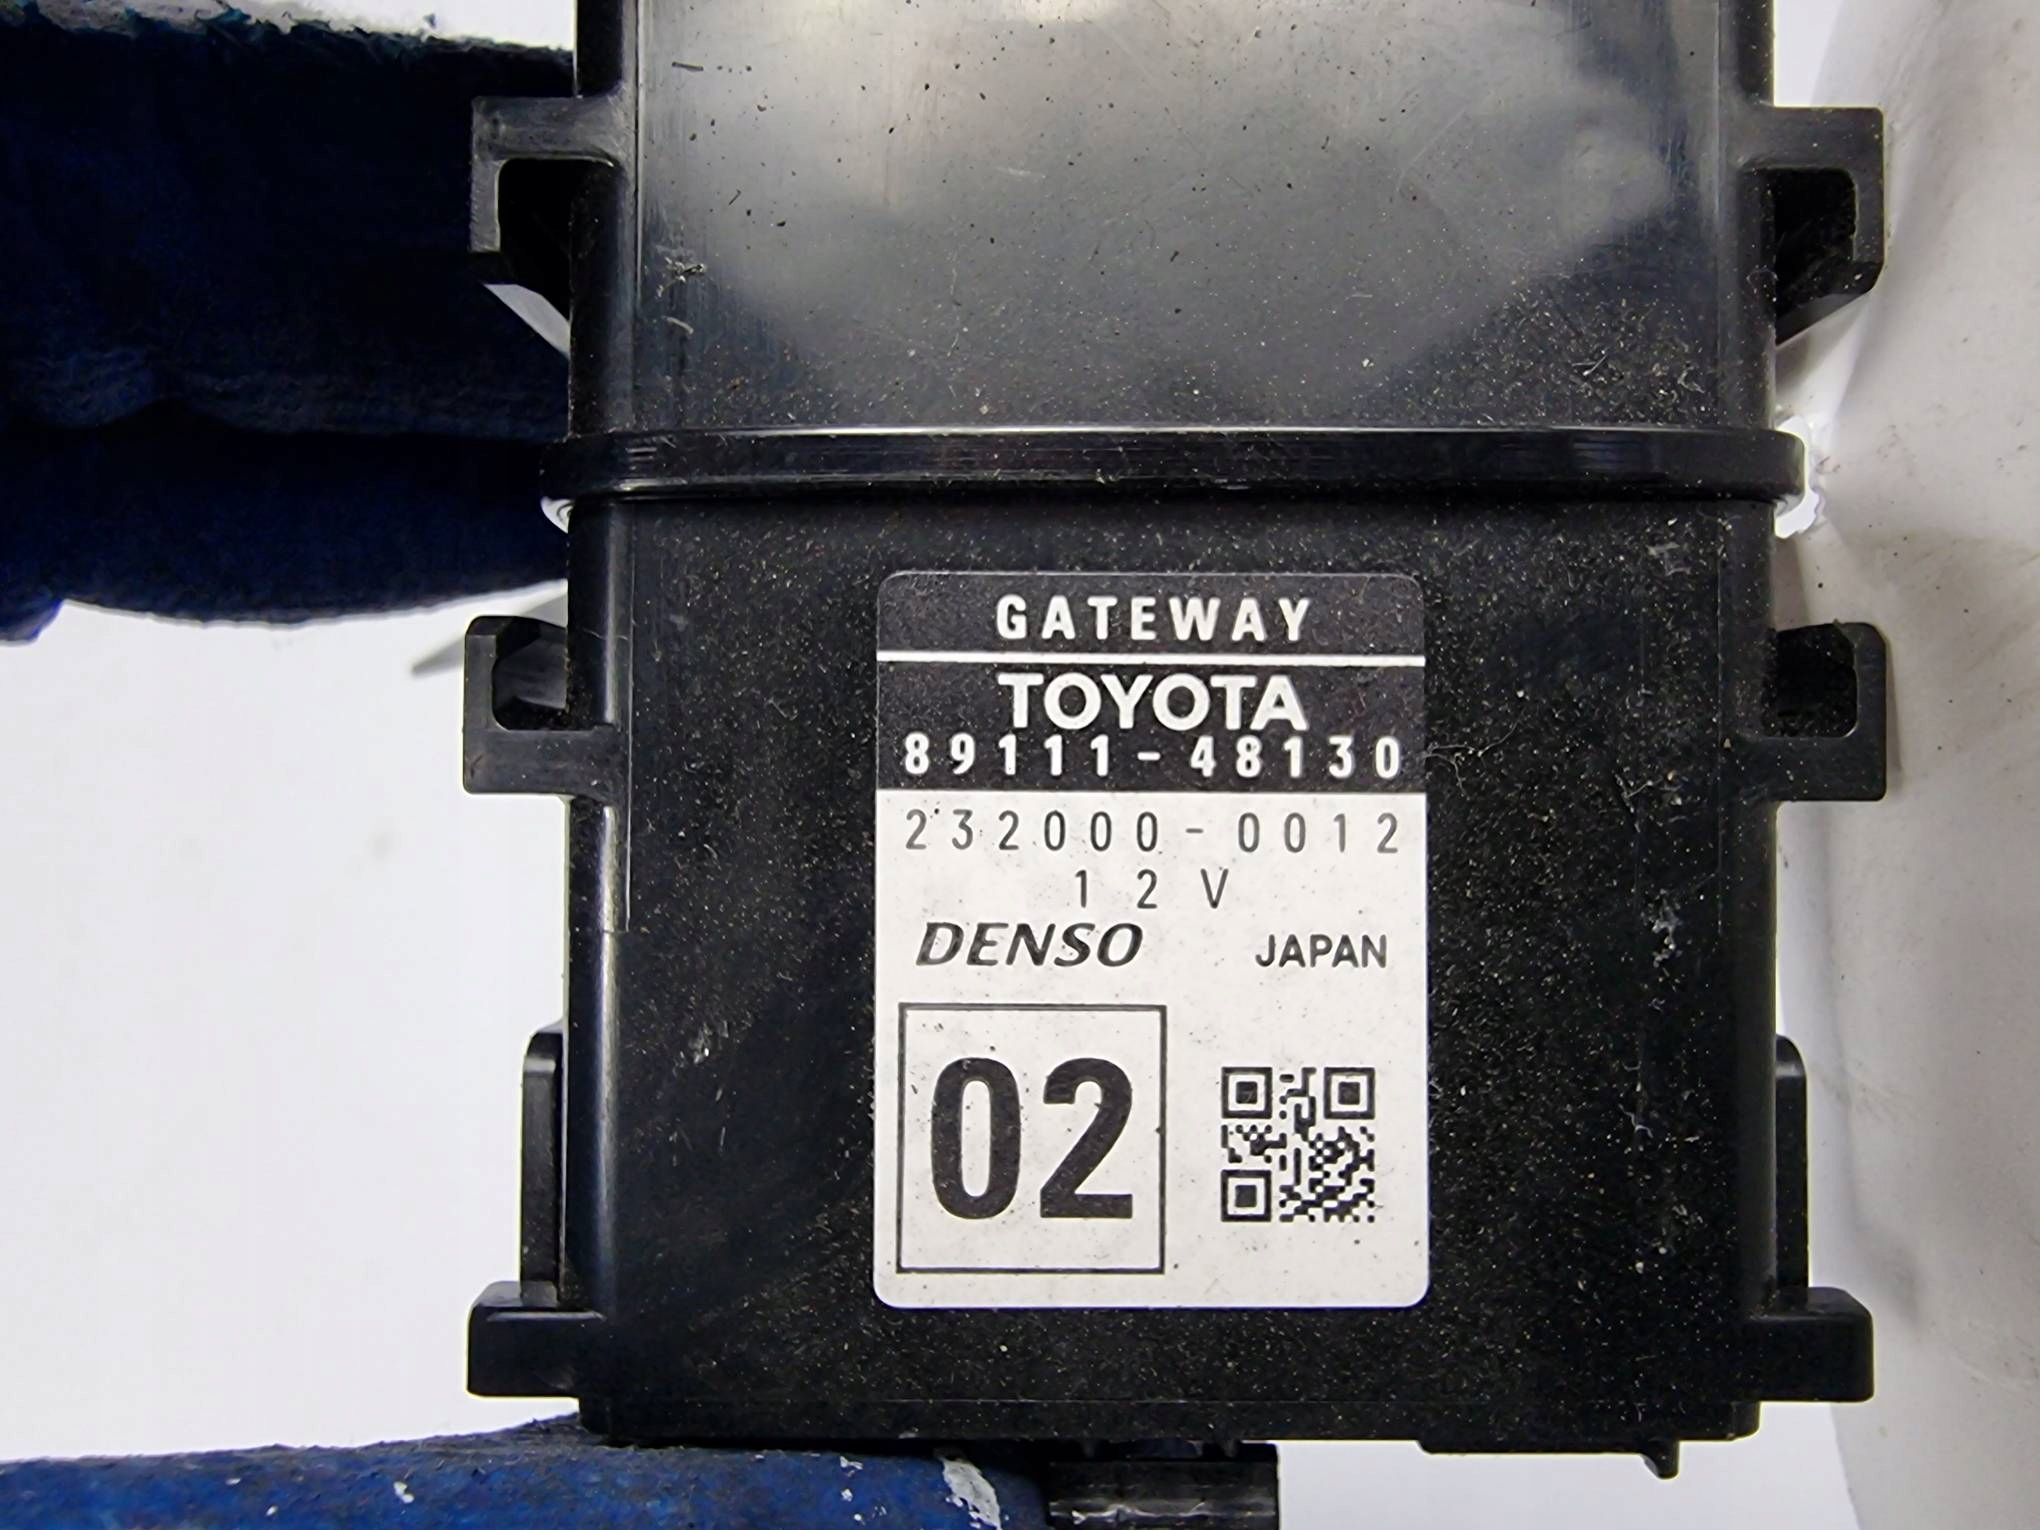 GATEWAY
TOYOTA
89111-48130
232000-0012
12V
DENSO JAPAN
02